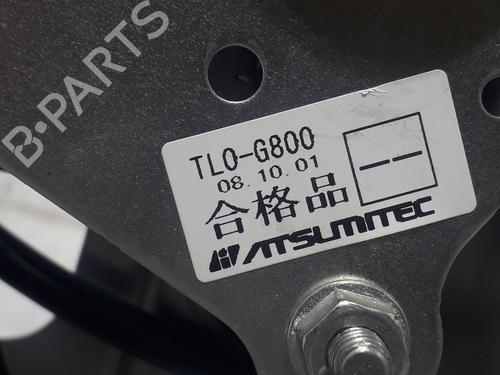 B-PARTS
TL0-G800
08.10.01
合格品
ATSUMITEC